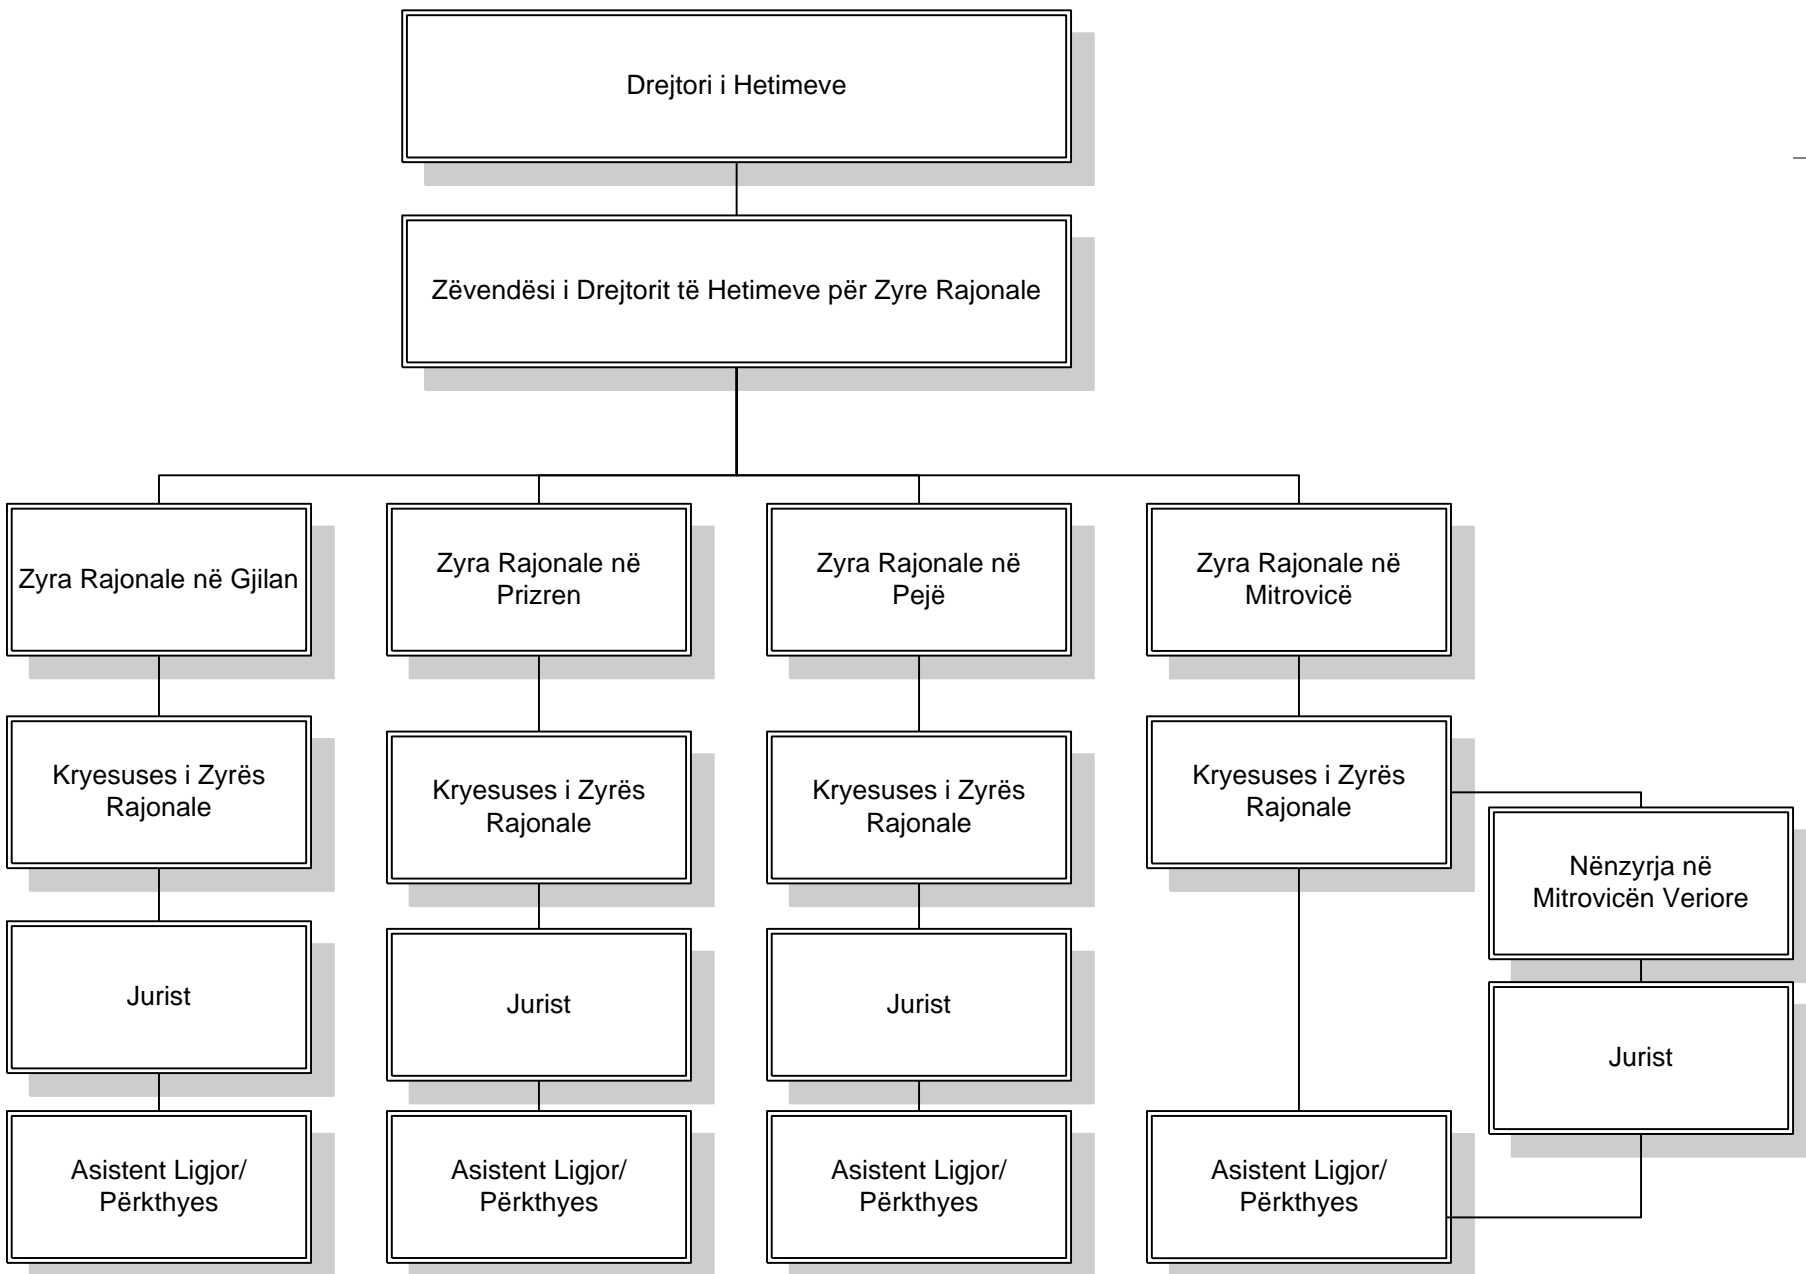 Drejtori i Hetimeve
Zëvendësi i Drejtorit të Hetimeve për Zyre Rajonale
Zyra Rajonale në Gjilan
Zyra Rajonale në
Prizren
Zyra Rajonale në
Pejë
Zyra Rajonale në
Mitrovicë
Kryesuses i Zyrës
Rajonale
Kryesuses i Zyrës
Rajonale
Kryesuses i Zyrës
Rajonale
Kryesuses i Zyrës
Rajonale
Nënzyrja në
Mitrovicën Veriore
Jurist
Jurist
Jurist
Jurist
Asistent Ligjor/
Përkthyes
Asistent Ligjor/
Përkthyes
Asistent Ligjor/
Përkthyes
Asistent Ligjor/
Përkthyes